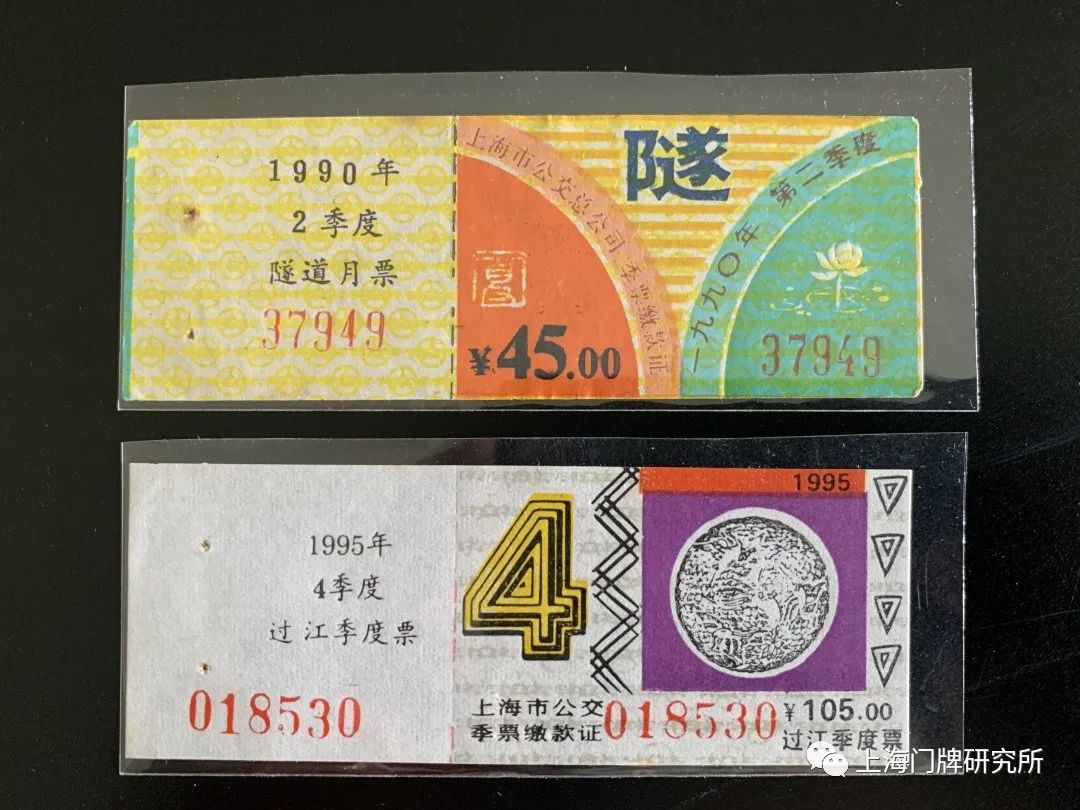 1990年
2季度
隧道月票
37949
上海市公交总公司 季票缴款证
¥45.00
隧
一九九〇年 第二季度
37949
1995年
4季度
过江季度票
018530
4
1995
上海市公交
季票缴款证
018530
¥105.00
过江季度票
上海门牌研究所